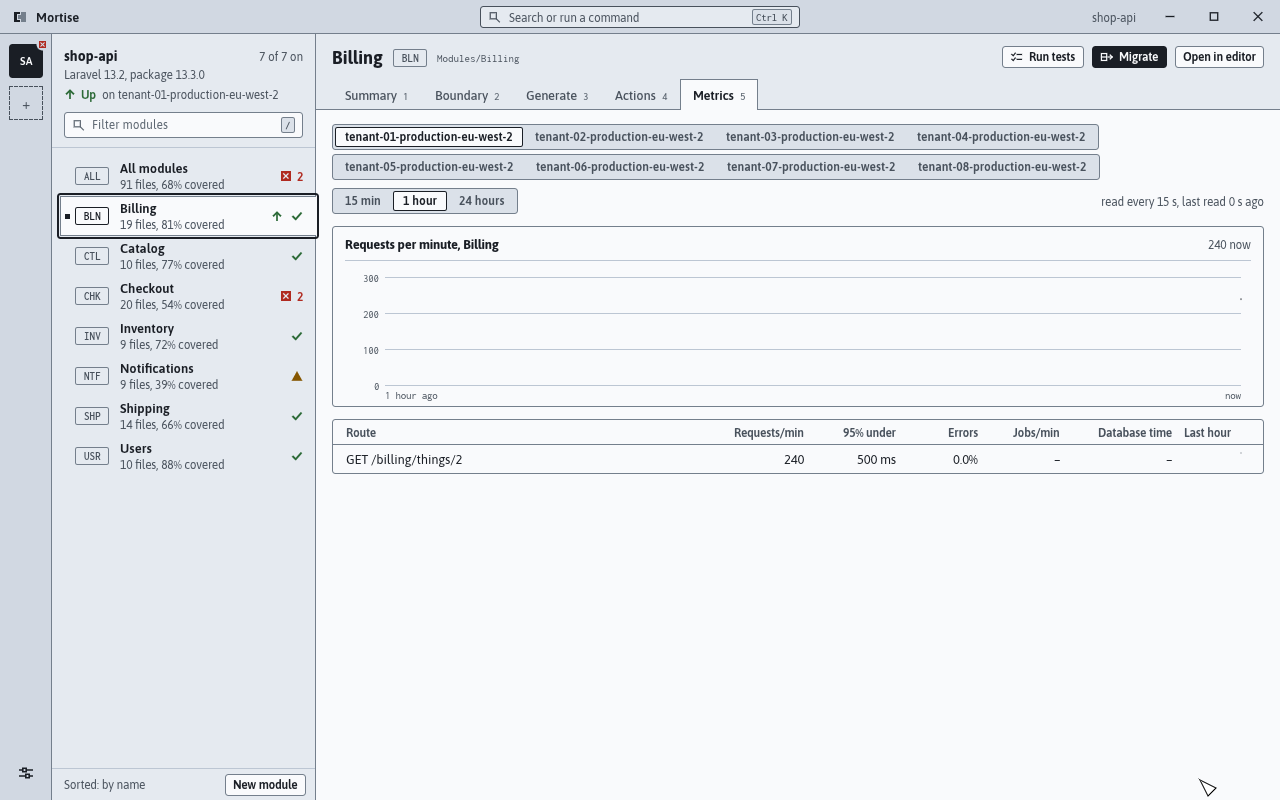 Mortise
Search or run a command
Ctrl K
shop-api
SA
+
shop-api
7 of 7 on
Laravel 13.2, package 13.3.0
Up on tenant-01-production-eu-west-2
Filter modules
/
ALL
All modules
91 files, 68% covered
2
BLN
Billing
19 files, 81% covered
CTL
Catalog
10 files, 77% covered
CHK
Checkout
20 files, 54% covered
2
INV
Inventory
9 files, 72% covered
NTF
Notifications
9 files, 39% covered
SHP
Shipping
14 files, 66% covered
USR
Users
10 files, 88% covered
Sorted: by name
New module
Billing
BLN
Modules/Billing
Run tests
Migrate
Open in editor
Summary 1
Boundary 2
Generate 3
Actions 4
Metrics 5
tenant-01-production-eu-west-2 tenant-02-production-eu-west-2 tenant-03-production-eu-west-2 tenant-04-production-eu-west-2
tenant-05-production-eu-west-2 tenant-06-production-eu-west-2 tenant-07-production-eu-west-2 tenant-08-production-eu-west-2
15 min 1 hour 24 hours
read every 15 s, last read 0 s ago
Requests per minute, Billing
240 now
300
200
100
0
1 hour ago
now
Route Requests/min 95% under Errors Jobs/min Database time Last hour
GET /billing/things/2 240 500 ms 0.0% – –